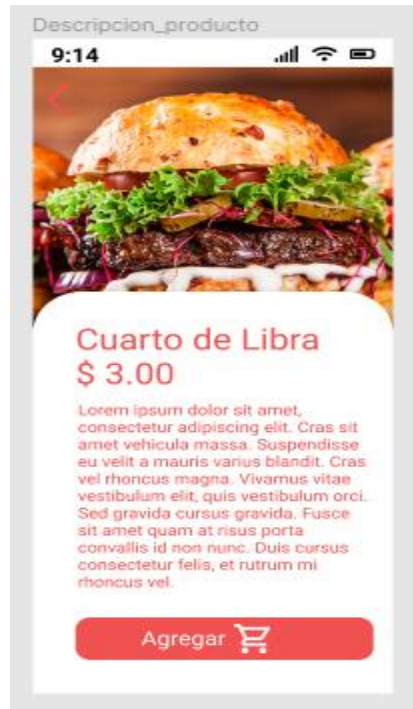 Descripcion_producto
9:14
Cuarto de Libra
$ 3.00
Lorem ipsum dolor sit amet,
consectetur adipiscing elit. Cras sit
amet vehicula massa. Suspendisse
eu velit a mauris varius blandit. Cras
vel rhoncus magna. Vivamus vitae
vestibulum elit, quis vestibulum orci.
Sed gravida cursus gravida. Fusce
sit amet quam at risus porta
convallis id non nunc. Duis cursus
consectetur felis, et rutrum mi
rhoncus vel.
Agregar